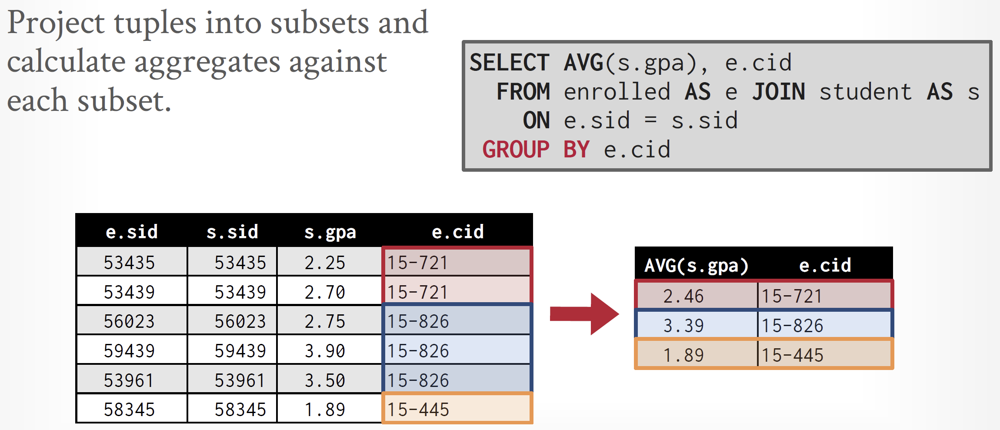 Project tuples into subsets and
calculate aggregates against
each subset.
SELECT AVG(s.gpa), e.cid
FROM enrolled AS e JOIN student AS s
ON e.sid = s.sid
GROUP BY e.cid
e.sid s.sid s.gpa e.cid
53435 53435 2.25 15-721
53439 53439 2.70 15-721
56023 56023 2.75 15-826
59439 59439 3.90 15-826
53961 53961 3.50 15-826
58345 58345 1.89 15-445
AVG(s.gpa) e.cid
2.46 15-721
3.39 15-826
1.89 15-445